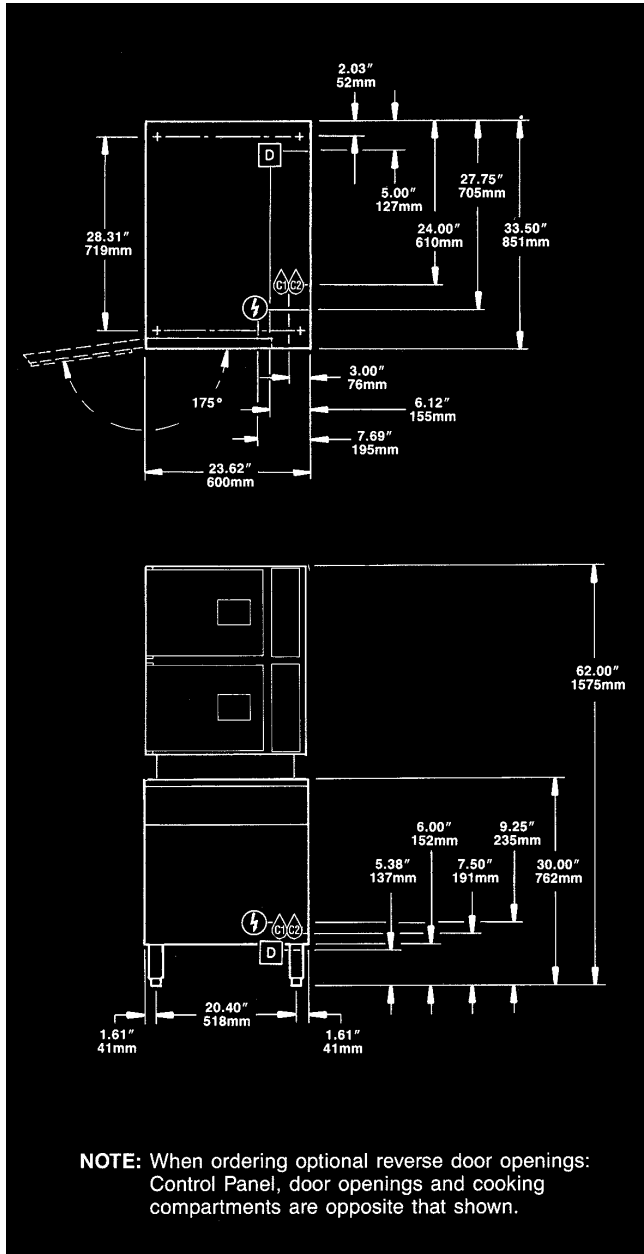 2.03"
52mm
D
5.00"
127mm
27.75"
705mm
28.31"
719mm
24.00"
610mm
33.50"
851mm
C1 C2
175°
3.00"
76mm
6.12"
155mm
7.69"
195mm
23.62"
600mm
62.00"
1575mm
6.00"
152mm
9.25"
235mm
5.38"
137mm
7.50"
191mm
30.00"
762mm
C1 C2
D
20.40"
518mm
1.61"
41mm
1.61"
41mm
NOTE: When ordering optional reverse door openings:
Control Panel, door openings and cooking
compartments are opposite that shown.